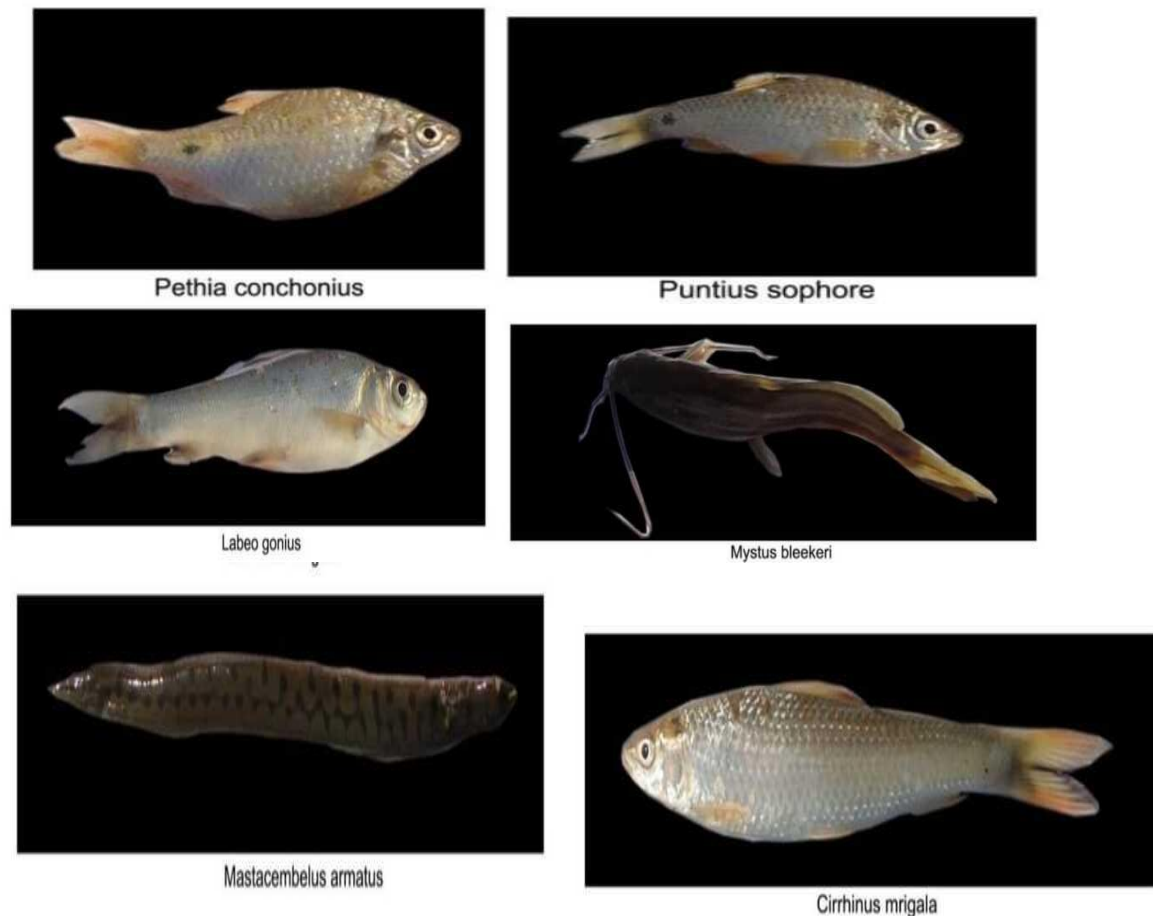 Pethia conchonius
Puntius sophore
Labeo gonius
Mystus bleekeri
Mastacembelus armatus
Cirrhinus mrigala